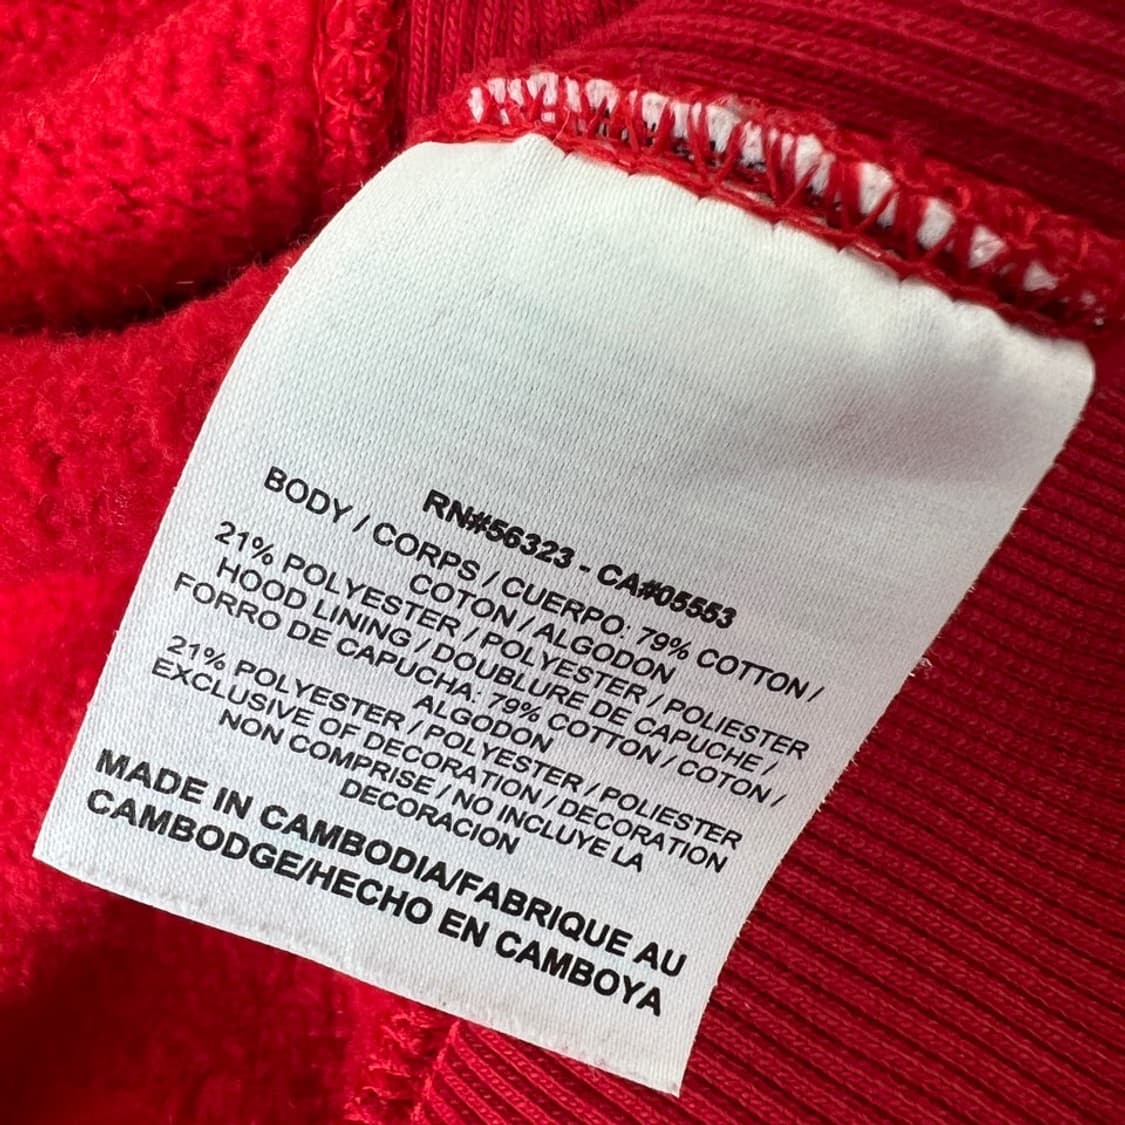 RN#56323 - CA#05553
BODY / CORPS / CUERPO: 79% COTTON /
COTON / ALGODON
21% POLYESTER / POLYESTER / POLIESTER
HOOD LINING / DOUBLURE DE CAPUCHE /
FORRO DE CAPUCHA: 79% COTTON / COTON /
ALGODON
21% POLYESTER / POLYESTER / POLIESTER
EXCLUSIVE OF DECORATION / DECORATION
NON COMPRISE / NO INCLUYE LA
DECORACION
MADE IN CAMBODIA/FABRIQUE AU
CAMBODGE/HECHO EN CAMBOYA